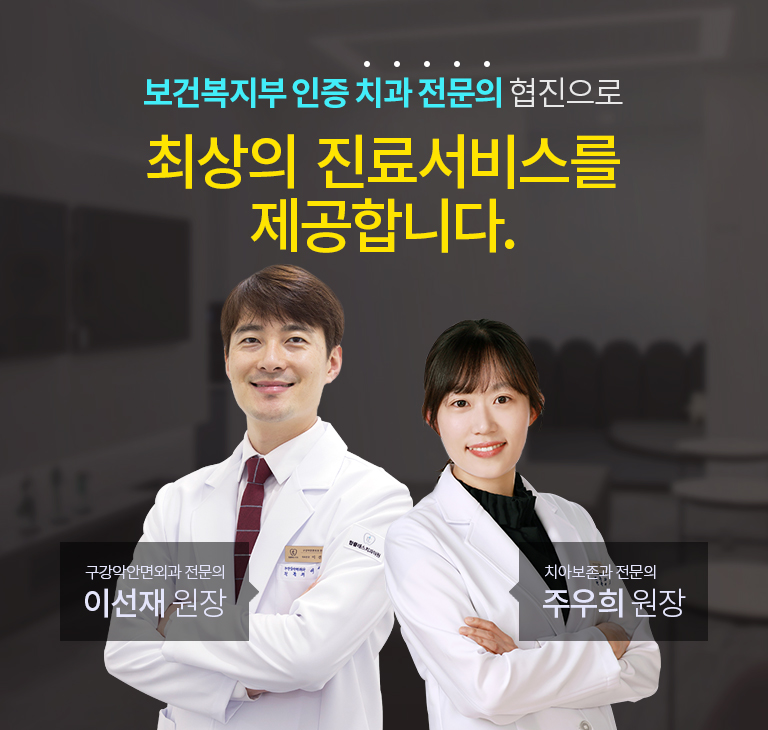 보건복지부 인증 치과 전문의 협진으로
최상의 진료서비스를
제공합니다.
구강악안면외과 전문의
이선재 원장
치아보존과 전문의
주우희 원장